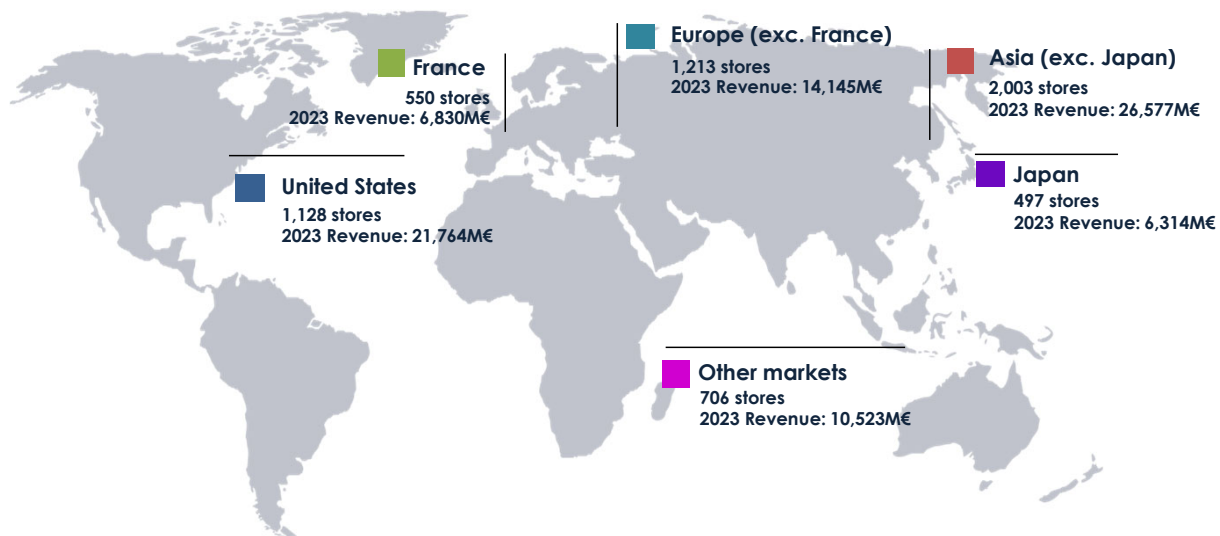 France
550 stores
2023 Revenue: 6,830M€
Europe (exc. France)
1,213 stores
2023 Revenue: 14,145M€
Asia (exc. Japan)
2,003 stores
2023 Revenue: 26,577M€
United States
1,128 stores
2023 Revenue: 21,764M€
Japan
497 stores
2023 Revenue: 6,314M€
Other markets
706 stores
2023 Revenue: 10,523M€